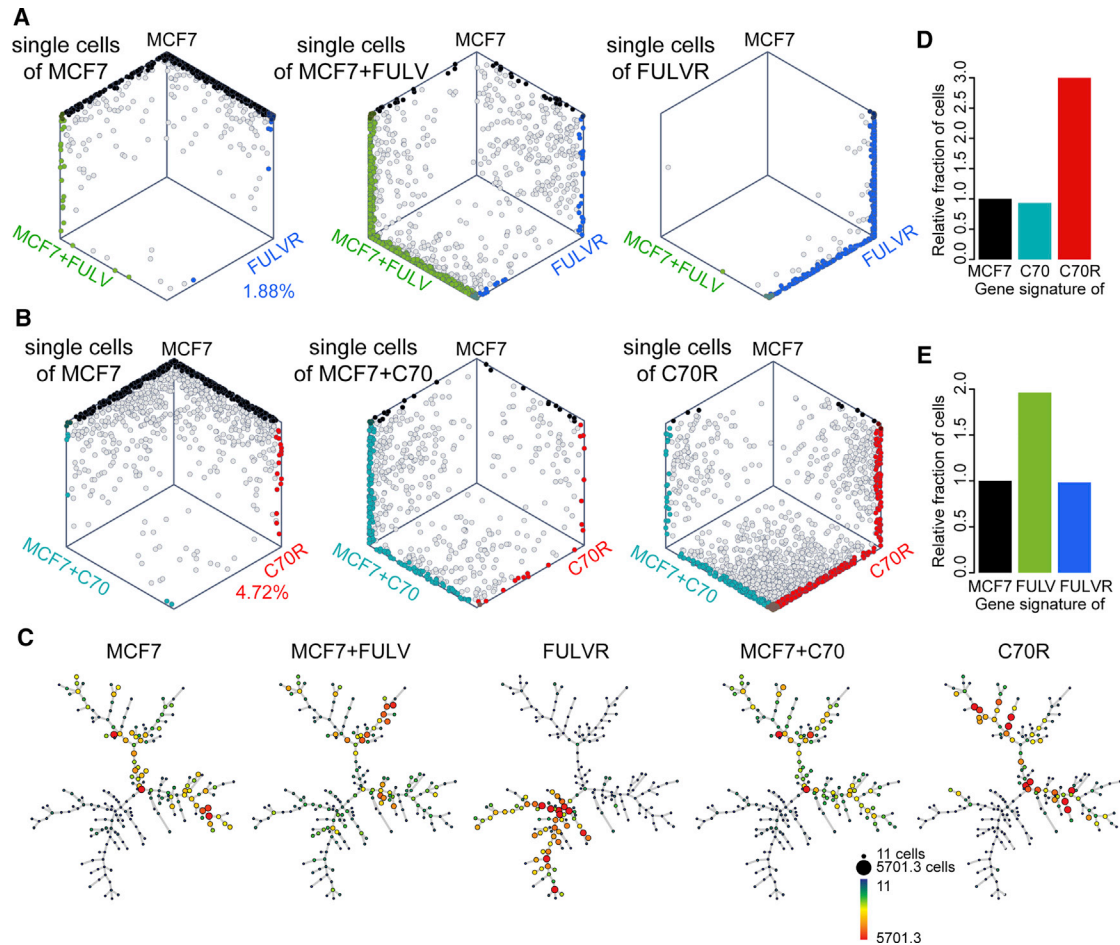 A
single cells
of MCF7
MCF7
MCF7+FULV
FULVR
1.88%
single cells
of MCF7+FULV
MCF7
MCF7+FULV
FULVR
single cells
of FULVR
MCF7
MCF7+FULV
FULVR
D
Relative fraction of cells
3.0
2.5
2.0
1.5
1.0
0.5
0.0
MCF7 C70 C70R
Gene signature of
B
single cells
of MCF7
MCF7
MCF7+C70
C70R
4.72%
single cells
of MCF7+C70
MCF7
MCF7+C70
C70R
single cells
of C70R
MCF7
MCF7+C70
C70R
E
Relative fraction of cells
2.0
1.5
1.0
0.5
0.0
MCF7 FULV FULVR
Gene signature of
C
MCF7
MCF7+FULV
FULVR
MCF7+C70
C70R
11 cells
5701.3 cells
11
5701.3